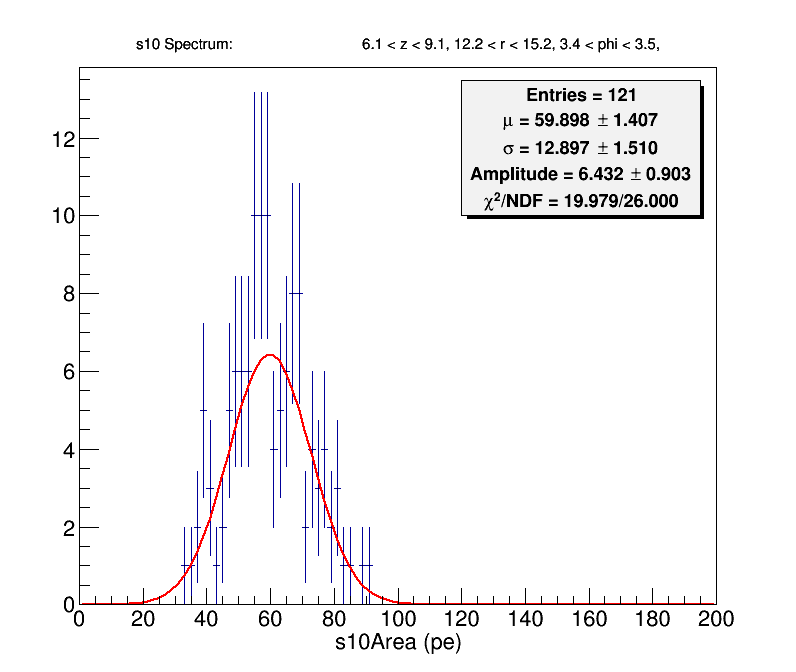 s10 Spectrum: 6.1 < z < 9.1, 12.2 < r < 15.2, 3.4 < phi < 3.5,
Entries = 121
μ = 59.898 ± 1.407
σ = 12.897 ± 1.510
Amplitude = 6.432 ± 0.903
χ²/NDF = 19.979/26.000
12
10
8
6
4
2
0
0 20 40 60 80 100 120 140 160 180 200
s10Area (pe)